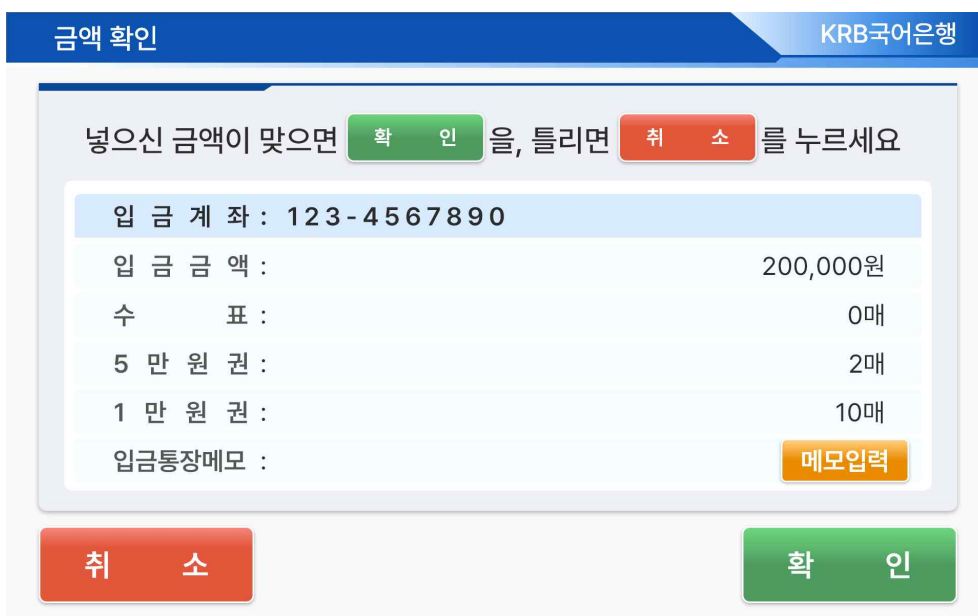 금액 확인
KRB국어은행
넣으신 금액이 맞으면 확 인 을, 틀리면 취 소 를 누르세요
입 금 계 좌 : 123-4567890
입 금 금 액 : 200,000원
수 표 : 0매
5 만 원 권 : 2매
1 만 원 권 : 10매
입금통장메모 : 메모입력
취 소 확 인